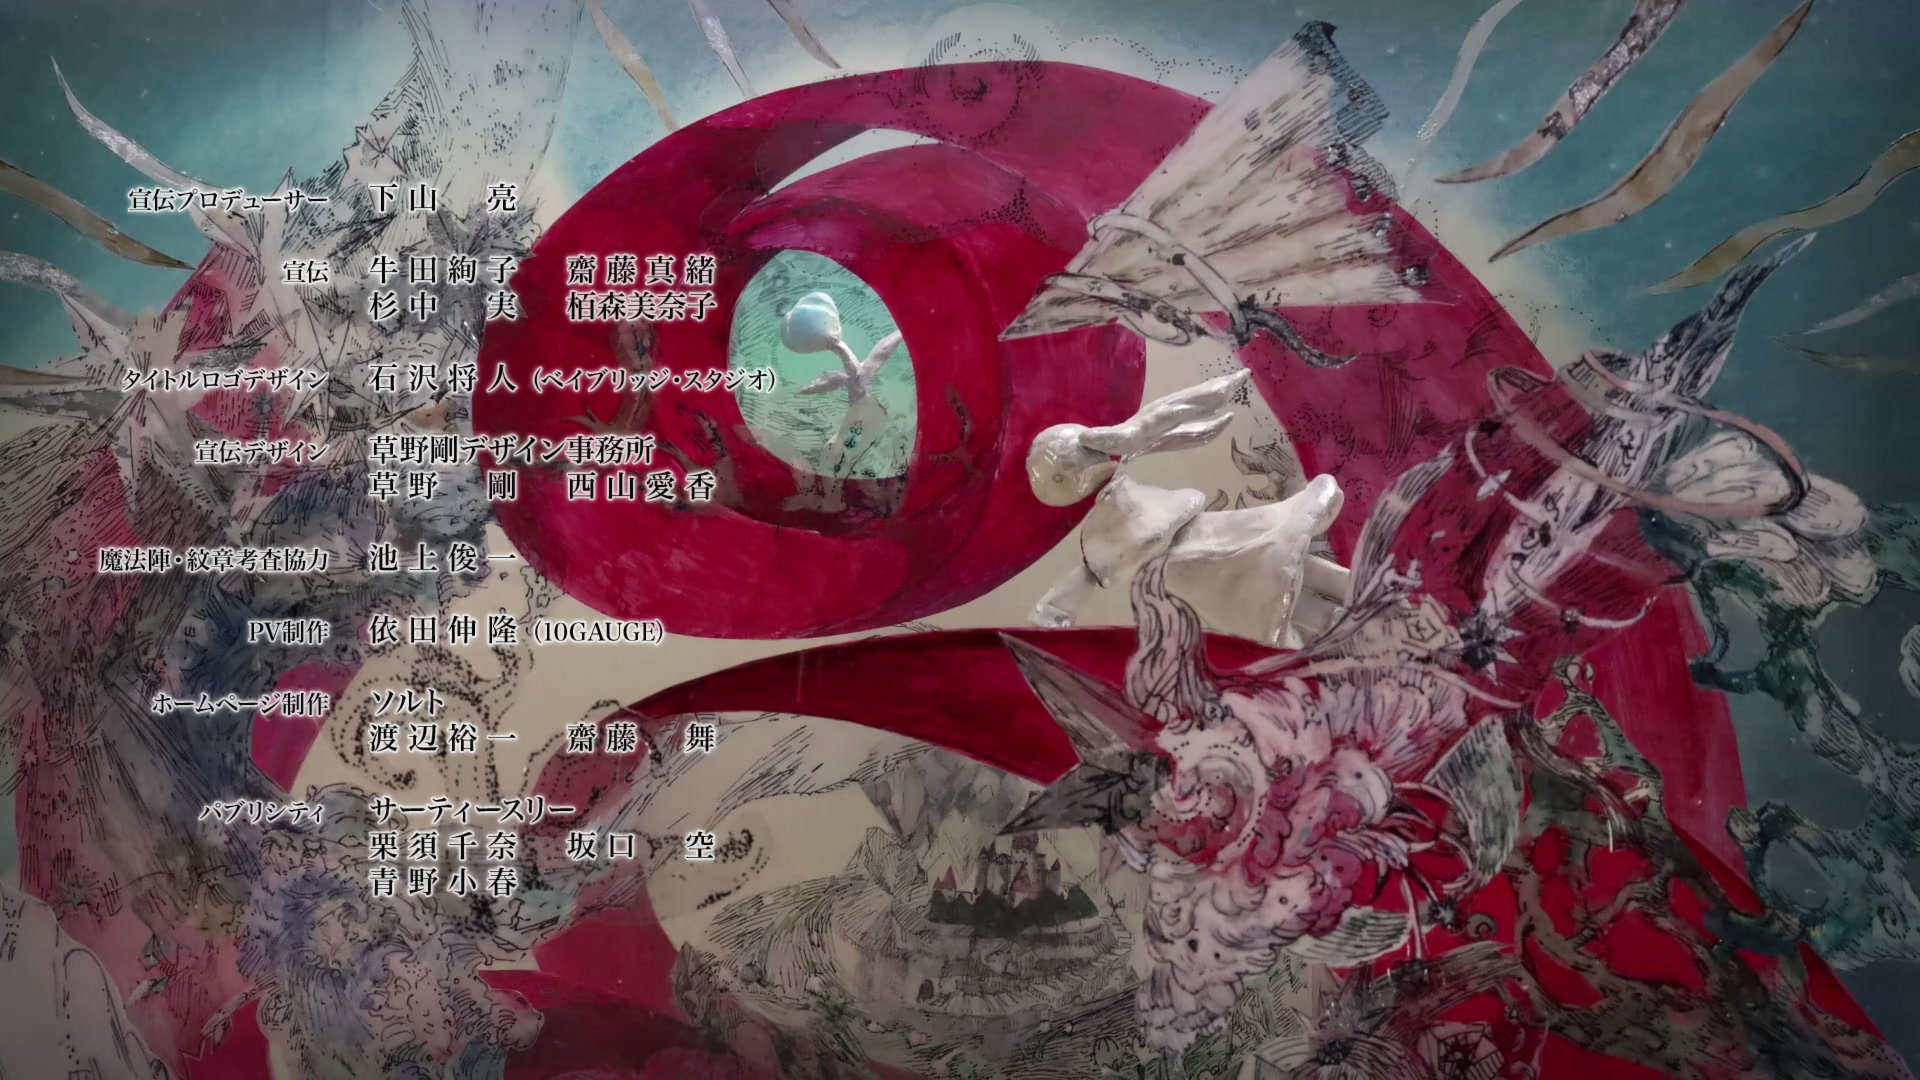 宣伝プロデューサー 下山 亮
宣伝 牛田絢子 齋藤真緒
杉中 実 栢森美奈子
タイトルロゴデザイン 石沢将人（ベイブリッジ・スタジオ）
宣伝デザイン 草野剛デザイン事務所
草野 剛 西山愛香
魔法陣・紋章考査協力 池上俊一
PV制作 依田伸隆（10GAUGE）
ホームページ制作 ソルト
渡辺裕一 齋藤 舞
パブリシティ サーティースリー
栗須千奈 坂口 空
青野小春